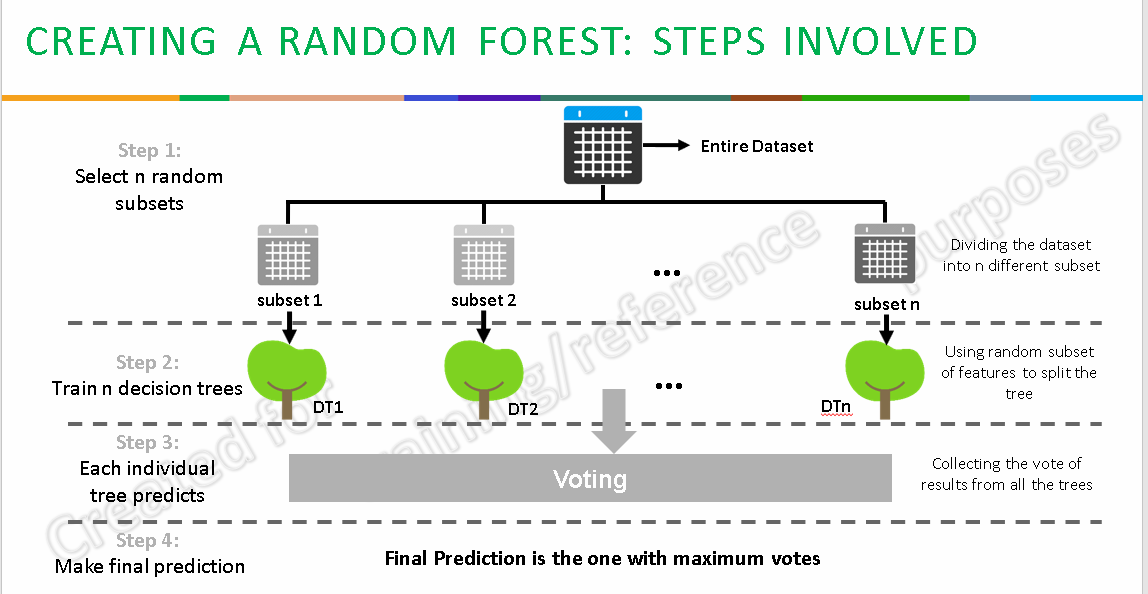 CREATING A RANDOM FOREST: STEPS INVOLVED
Entire Dataset
Step 1:
Select n random
subsets
subset 1
subset 2
...
subset n
Dividing the dataset
into n different subset
Step 2:
Train n decision trees
DT1
DT2
...
DTn
Using random subset
of features to split the
tree
Step 3:
Each individual
tree predicts
Voting
Collecting the vote of
results from all the trees
Step 4:
Make final prediction
Final Prediction is the one with maximum votes
Created for training/reference purposes